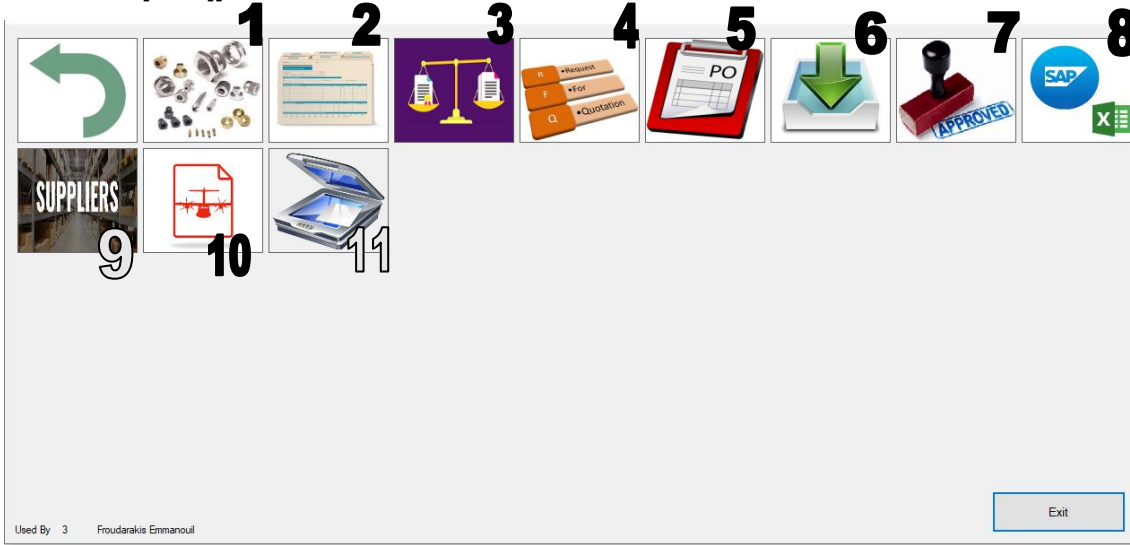 1
2
3
4
5
6
7
8
R •Request
F •For
Q •Quotation
PO
APPROVED
SAP
X
SUPPLIERS
9
10
11
Exit
Used By 3 Froudarakis Emmanouil